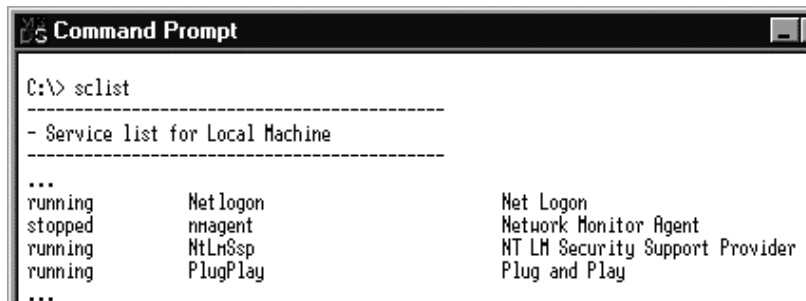 Command Prompt
C:\> sclist
--------------------------------------------
- Service list for Local Machine
--------------------------------------------
...
running Netlogon Net Logon
stopped nmagent Network Monitor Agent
running NtLmSsp NT LM Security Support Provider
running PlugPlay Plug and Play
...